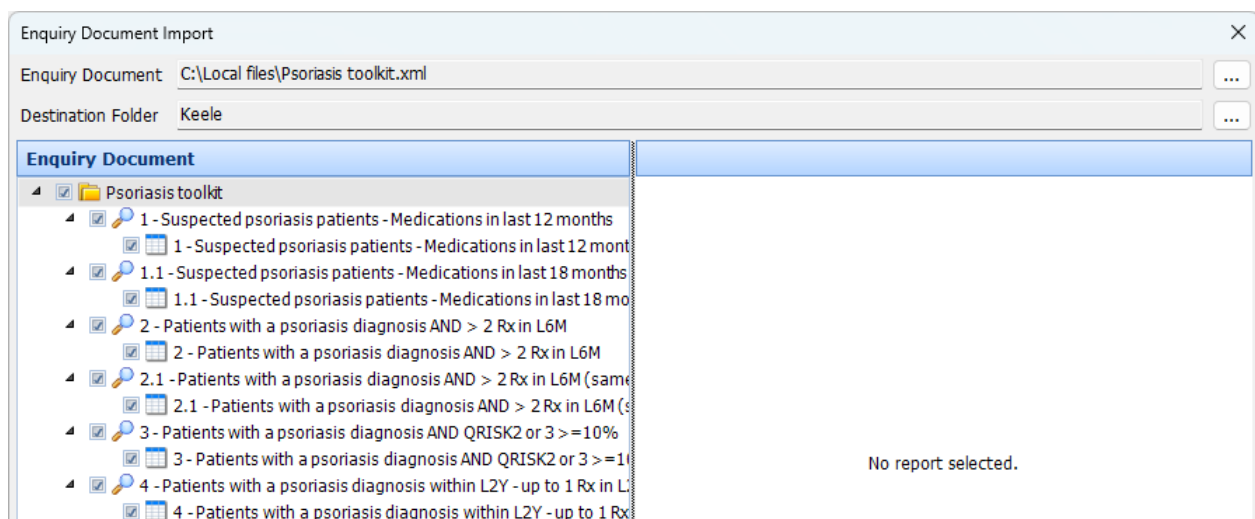 Enquiry Document Import
Enquiry Document C:\Local files\Psoriasis toolkit.xml ...
Destination Folder Keele ...
Enquiry Document
Psoriasis toolkit
1 - Suspected psoriasis patients - Medications in last 12 months
1 - Suspected psoriasis patients - Medications in last 12 mont
1.1 - Suspected psoriasis patients - Medications in last 18 months
1.1 - Suspected psoriasis patients - Medications in last 18 mo
2 - Patients with a psoriasis diagnosis AND > 2 Rx in L6M
2 - Patients with a psoriasis diagnosis AND > 2 Rx in L6M
2.1 - Patients with a psoriasis diagnosis AND > 2 Rx in L6M (same
2.1 - Patients with a psoriasis diagnosis AND > 2 Rx in L6M (s
3 - Patients with a psoriasis diagnosis AND QRISK2 or 3 >=10%
3 - Patients with a psoriasis diagnosis AND QRISK2 or 3 >=1
No report selected.
4 - Patients with a psoriasis diagnosis within L2Y - up to 1 Rx in L
4 - Patients with a psoriasis diagnosis within L2Y - up to 1 Rx